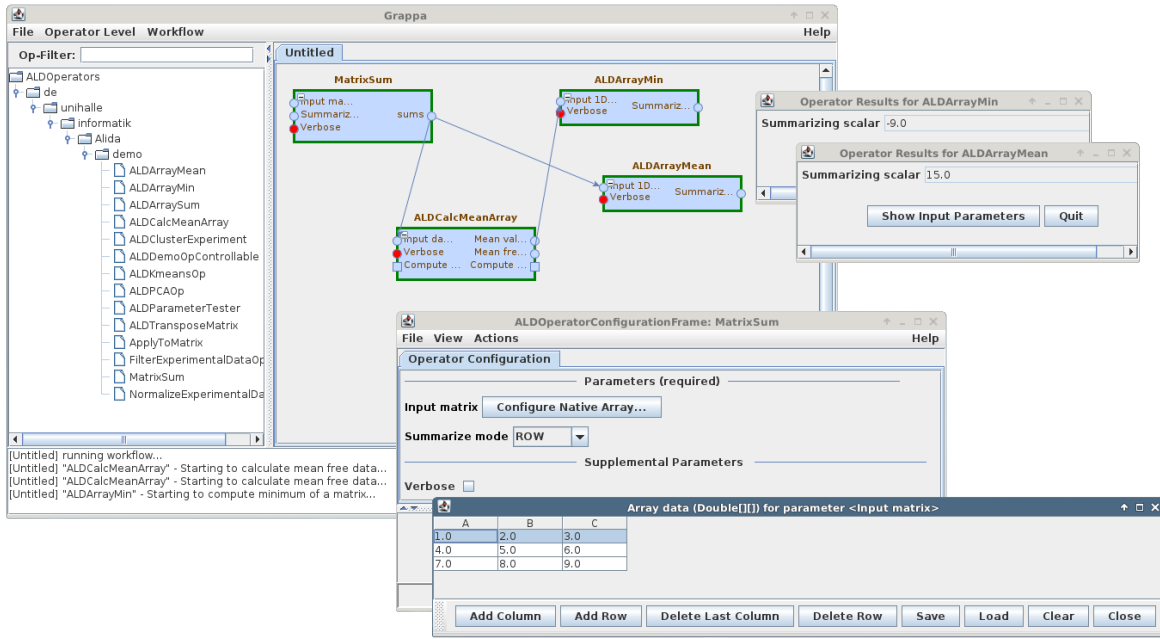 Grappa
File Operator Level Workflow Help
Op-Filter:
ALDOperators
de
unihalle
informatik
Alida
demo
ALDArrayMean
ALDArrayMin
ALDArraySum
ALDCalcMeanArray
ALDClusterExperiment
ALDDemoOpControllable
ALDKmeansOp
ALDPCAOp
ALDParameterTester
ALDTransposeMatrix
ApplyToMatrix
FilterExperimentalDataOp
MatrixSum
NormalizeExperimentalDa
Untitled
MatrixSum
Input ma...
Summariz... sums
Verbose
ALDArrayMin
Input 1D... Summariz...
Verbose
ALDArrayMean
Input 1D... Summariz...
Verbose
ALDCalcMeanArray
Input da... Mean val...
Verbose Mean fre...
Compute ... Compute ...
[Untitled] running workflow...
[Untitled] "ALDCalcMeanArray" - Starting to calculate mean free data...
[Untitled] "ALDCalcMeanArray" - Starting to calculate mean free data...
[Untitled] "ALDArrayMin" - Starting to compute minimum of a matrix...
Operator Results for ALDArrayMin
Summarizing scalar -9.0
Operator Results for ALDArrayMean
Summarizing scalar 15.0
Show Input Parameters Quit
ALDOperatorConfigurationFrame: MatrixSum
File View Actions Help
Operator Configuration
Parameters (required)
Input matrix Configure Native Array...
Summarize mode ROW
Supplemental Parameters
Verbose
Array data (Double[][]) for parameter <Input matrix>
A B C
1.0 2.0 3.0
4.0 5.0 6.0
7.0 8.0 9.0
Add Column Add Row Delete Last Column Delete Row Save Load Clear Close